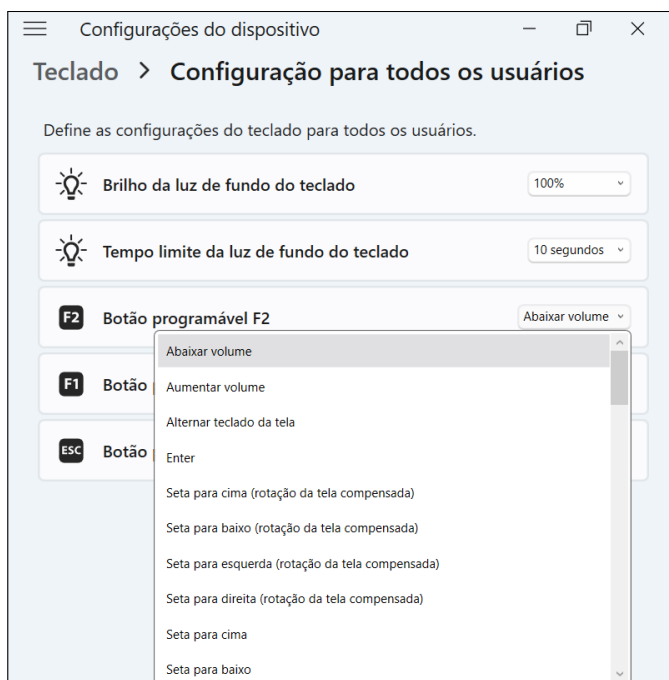 Configurações do dispositivo
Teclado > Configuração para todos os usuários
Define as configurações do teclado para todos os usuários.
Brilho da luz de fundo do teclado 100%
Tempo limite da luz de fundo do teclado 10 segundos
F2 Botão programável F2 Abaixar volume
Abaixar volume
F1 Botão
Aumentar volume
Alternar teclado da tela
ESC Botão
Enter
Seta para cima (rotação da tela compensada)
Seta para baixo (rotação da tela compensada)
Seta para esquerda (rotação da tela compensada)
Seta para direita (rotação da tela compensada)
Seta para cima
Seta para baixo